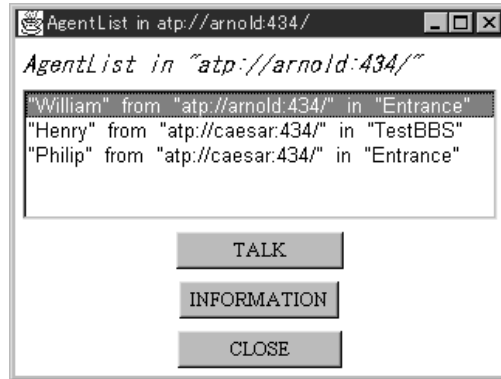 AgentList in atp://arnold:434/
AgentList in "atp://arnold:434/"
"William" from "atp://arnold:434/" in "Entrance"
"Henry" from "atp://caesar:434/" in "TestBBS"
"Philip" from "atp://caesar:434/" in "Entrance"
TALK
INFORMATION
CLOSE